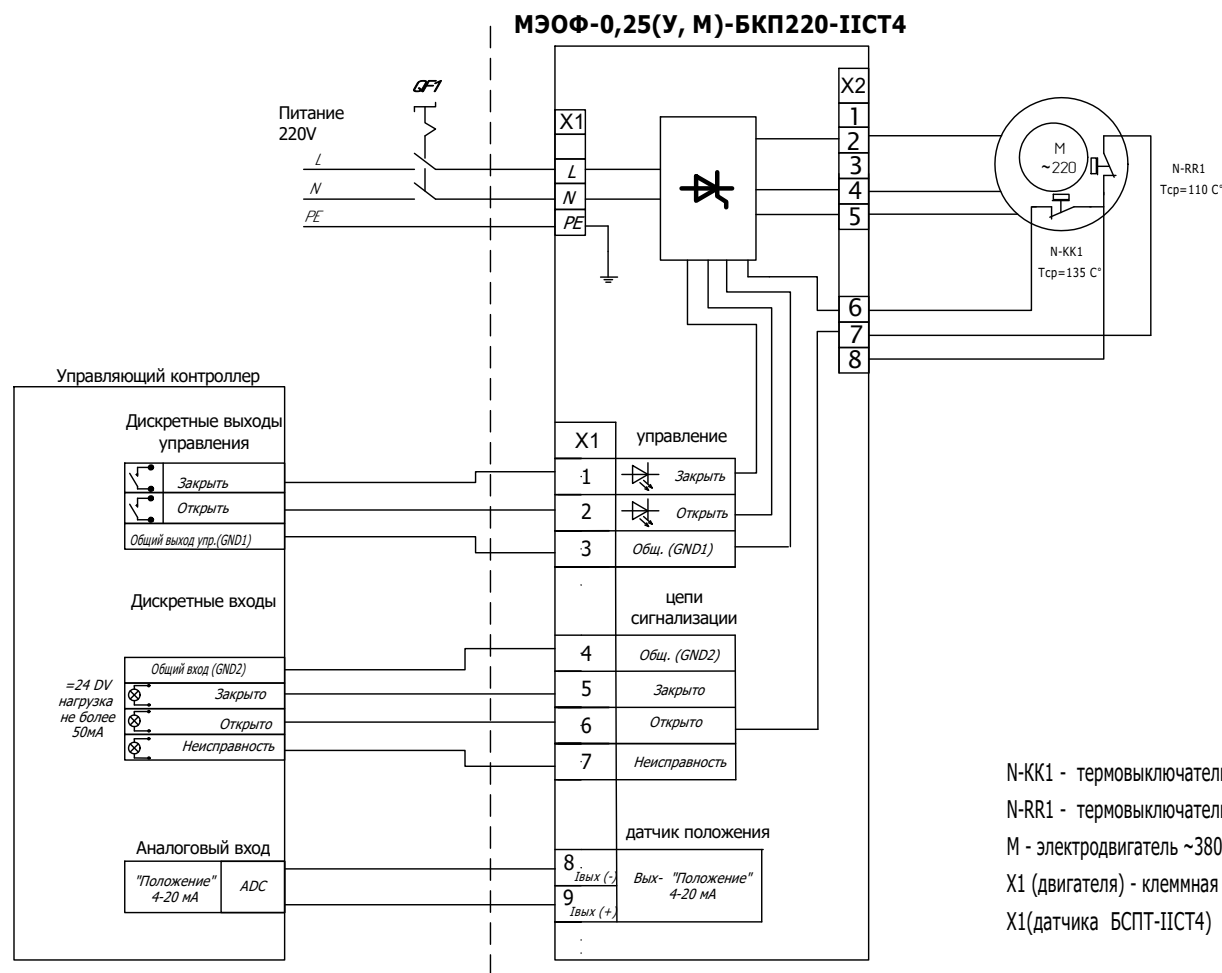 МЭОФ-0,25(У, М)-БКП220-IIСТ4
QF1
Питание
220V
L
N
PE
X1
L
N
PE
X2
1
2
3
4
5
6
7
8
M
~220
N-RR1
Тср=110 С°
N-KK1
Тср=135 С°
Управляющий контроллер
Дискретные выходы
управления
Закрыть
Открыть
Общий выход упр.(GND1)
Дискретные входы
=24 DV
нагрузка
не более
50мА
Общий вход (GND2)
Закрыто
Открыто
Неисправность
Аналоговый вход
"Положение"
4-20 мА
ADC
X1
управление
1
Закрыть
2
Открыть
3
Общ. (GND1)
цепи
сигнализации
4
Общ. (GND2)
5
Закрыто
6
Открыто
7
Неисправность
датчик положения
8
Iвых (-)
9
Iвых (+)
Вых- "Положение"
4-20 мА
N-KK1 - термовыключатель
N-RR1 - термовыключатель
М - электродвигатель ~380
X1 (двигателя) - клеммная
X1(датчика БСПТ-IIСТ4)